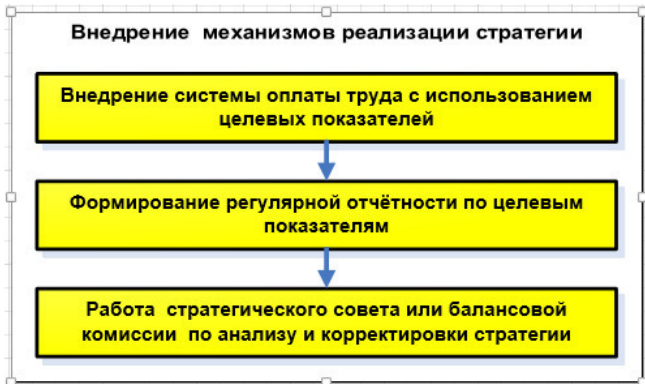 Внедрение механизмов реализации стратегии
Внедрение системы оплаты труда с использованием
целевых показателей
Формирование регулярной отчётности по целевым
показателям
Работа стратегического совета или балансовой
комиссии по анализу и корректировки стратегии